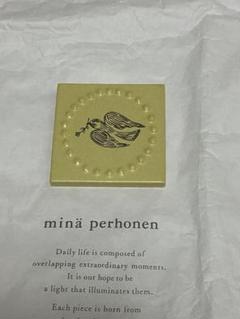 minä perhonen
Daily life is composed of
overlapping extraordinary moments.
It is our hope to be
a light that illuminates them.
Each piece is born from